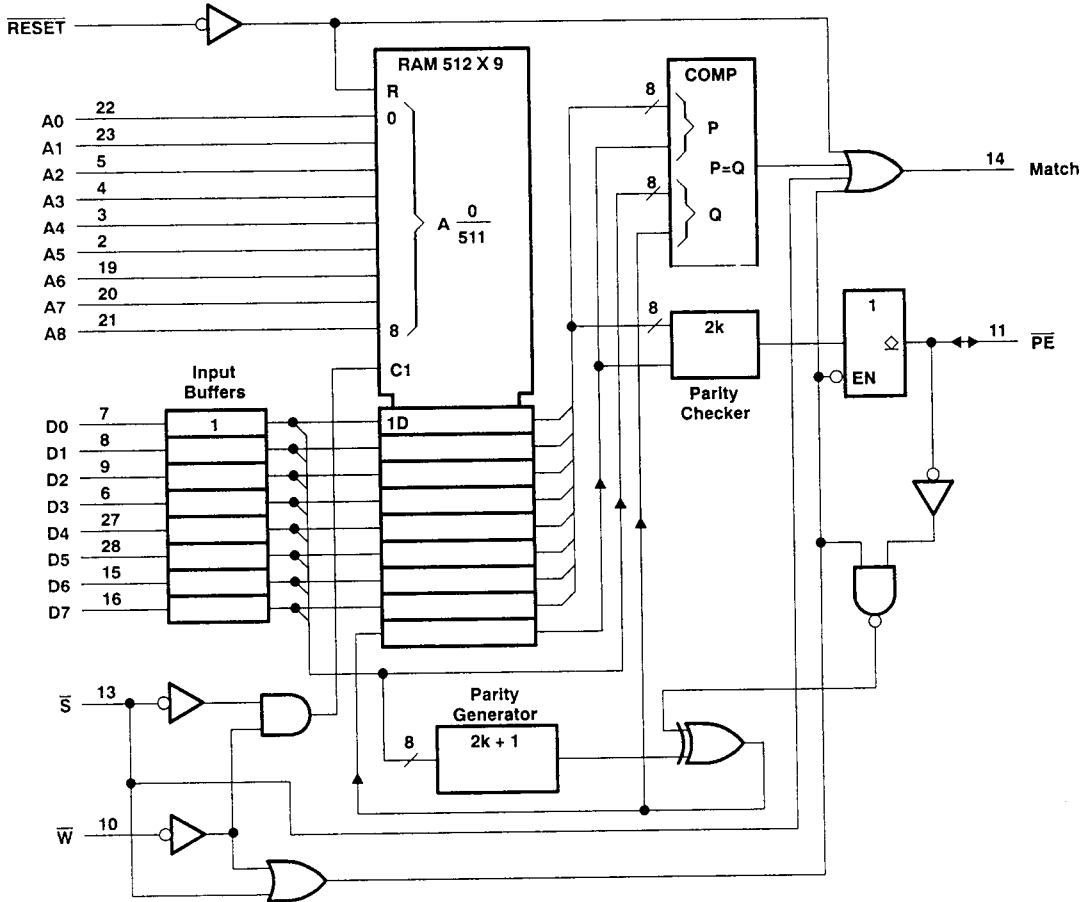 RESET
RAM 512 X 9
R
0
A 0/511
8
C1
A0 22
A1 23
A2 5
A3 4
A4 3
A5 2
A6 19
A7 20
A8 21
COMP
8
P
P=Q
8
Q
14 Match
8
2k
Parity
Checker
1
EN
11 PE
Input
Buffers
D0 7
1
1D
D1 8
D2 9
D3 6
D4 27
D5 28
D6 15
D7 16
S 13
Parity
Generator
8
2k + 1
W 10